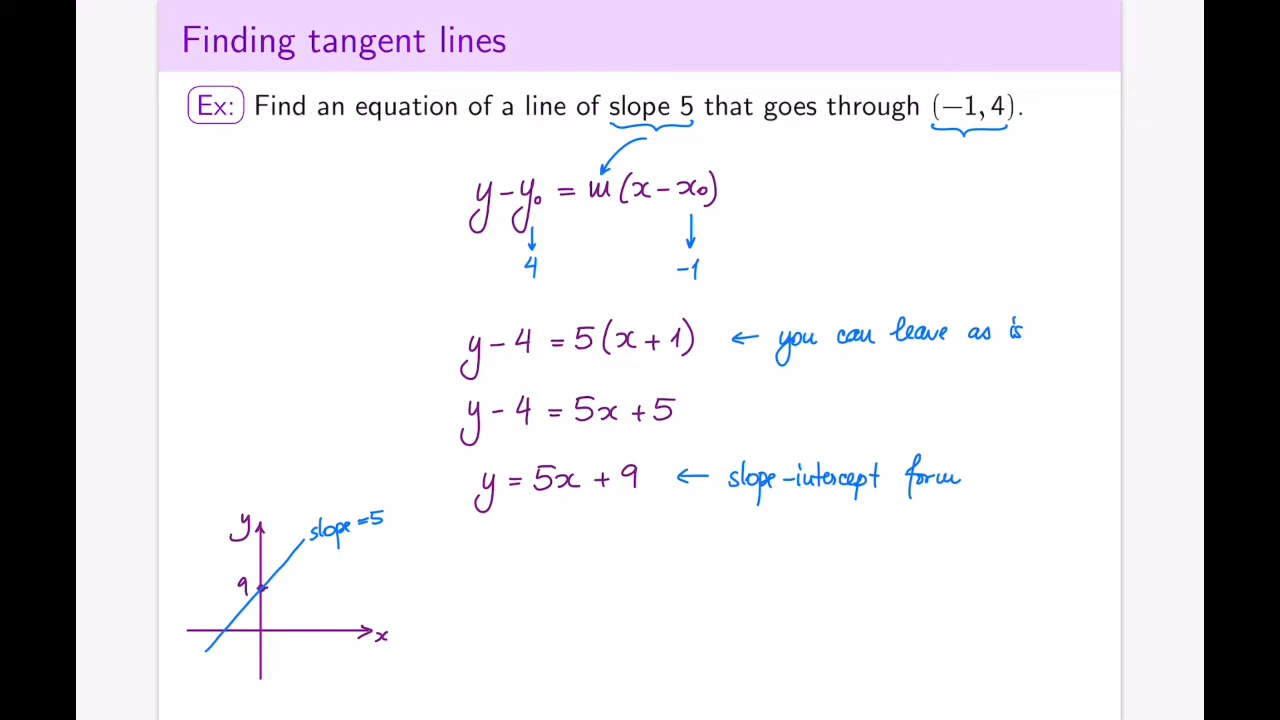 Finding tangent lines
Ex: Find an equation of a line of slope 5 that goes through (−1, 4).
y − y₀ = m(x − x₀)
4 −1
y − 4 = 5(x + 1) ← you can leave as is
y − 4 = 5x + 5
y = 5x + 9 ← slope-intercept form
y slope = 5
9
x